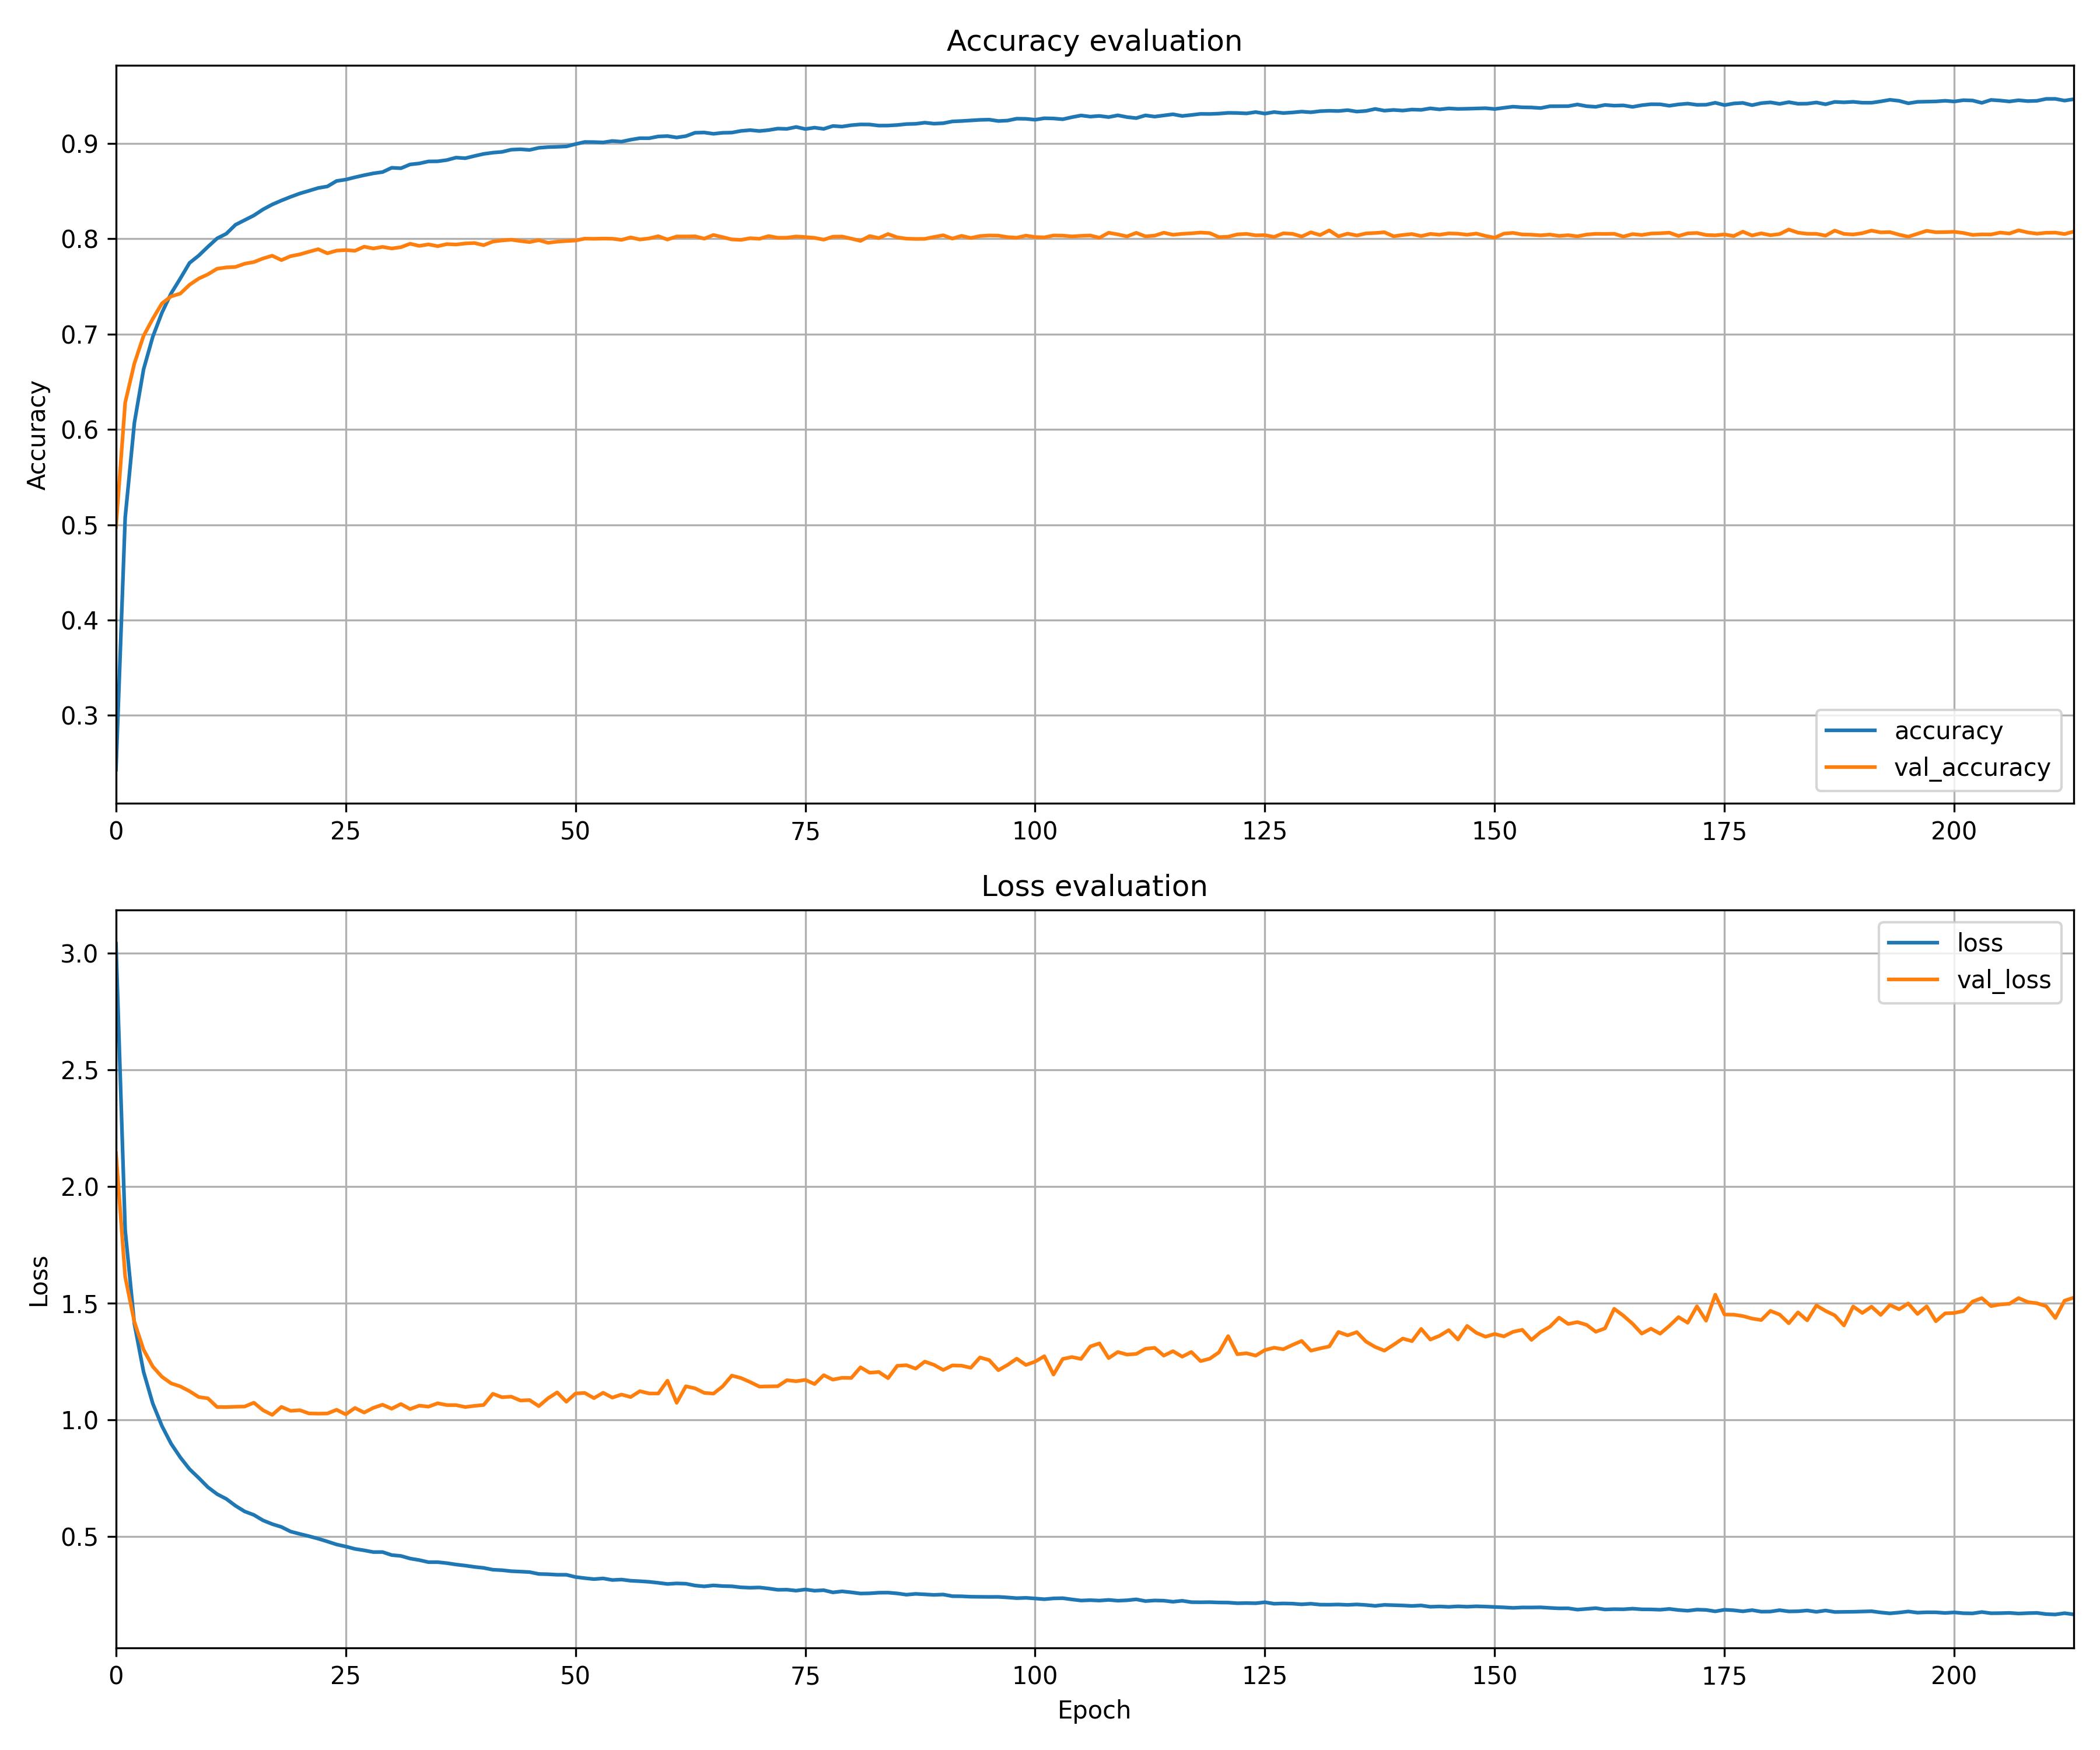 Accuracy evaluation
Accuracy
0.9
0.8
0.7
0.6
0.5
0.4
0.3
accuracy
val_accuracy
0 25 50 75 100 125 150 175 200
Loss evaluation
Loss
3.0
2.5
2.0
1.5
1.0
0.5
loss
val_loss
0 25 50 75 100 125 150 175 200
Epoch